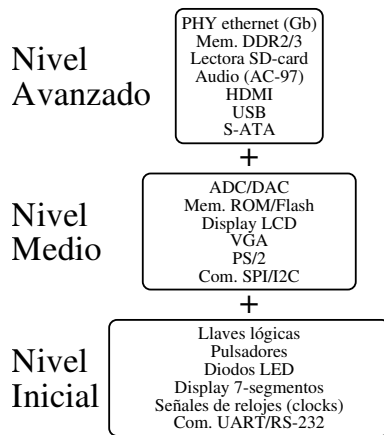 Nivel
Avanzado
PHY ethernet (Gb)
Mem. DDR2/3
Lectora SD-card
Audio (AC-97)
HDMI
USB
S-ATA
+
Nivel
Medio
ADC/DAC
Mem. ROM/Flash
Display LCD
VGA
PS/2
Com. SPI/I2C
+
Nivel
Inicial
Llaves lógicas
Pulsadores
Diodos LED
Display 7-segmentos
Señales de relojes (clocks)
Com. UART/RS-232